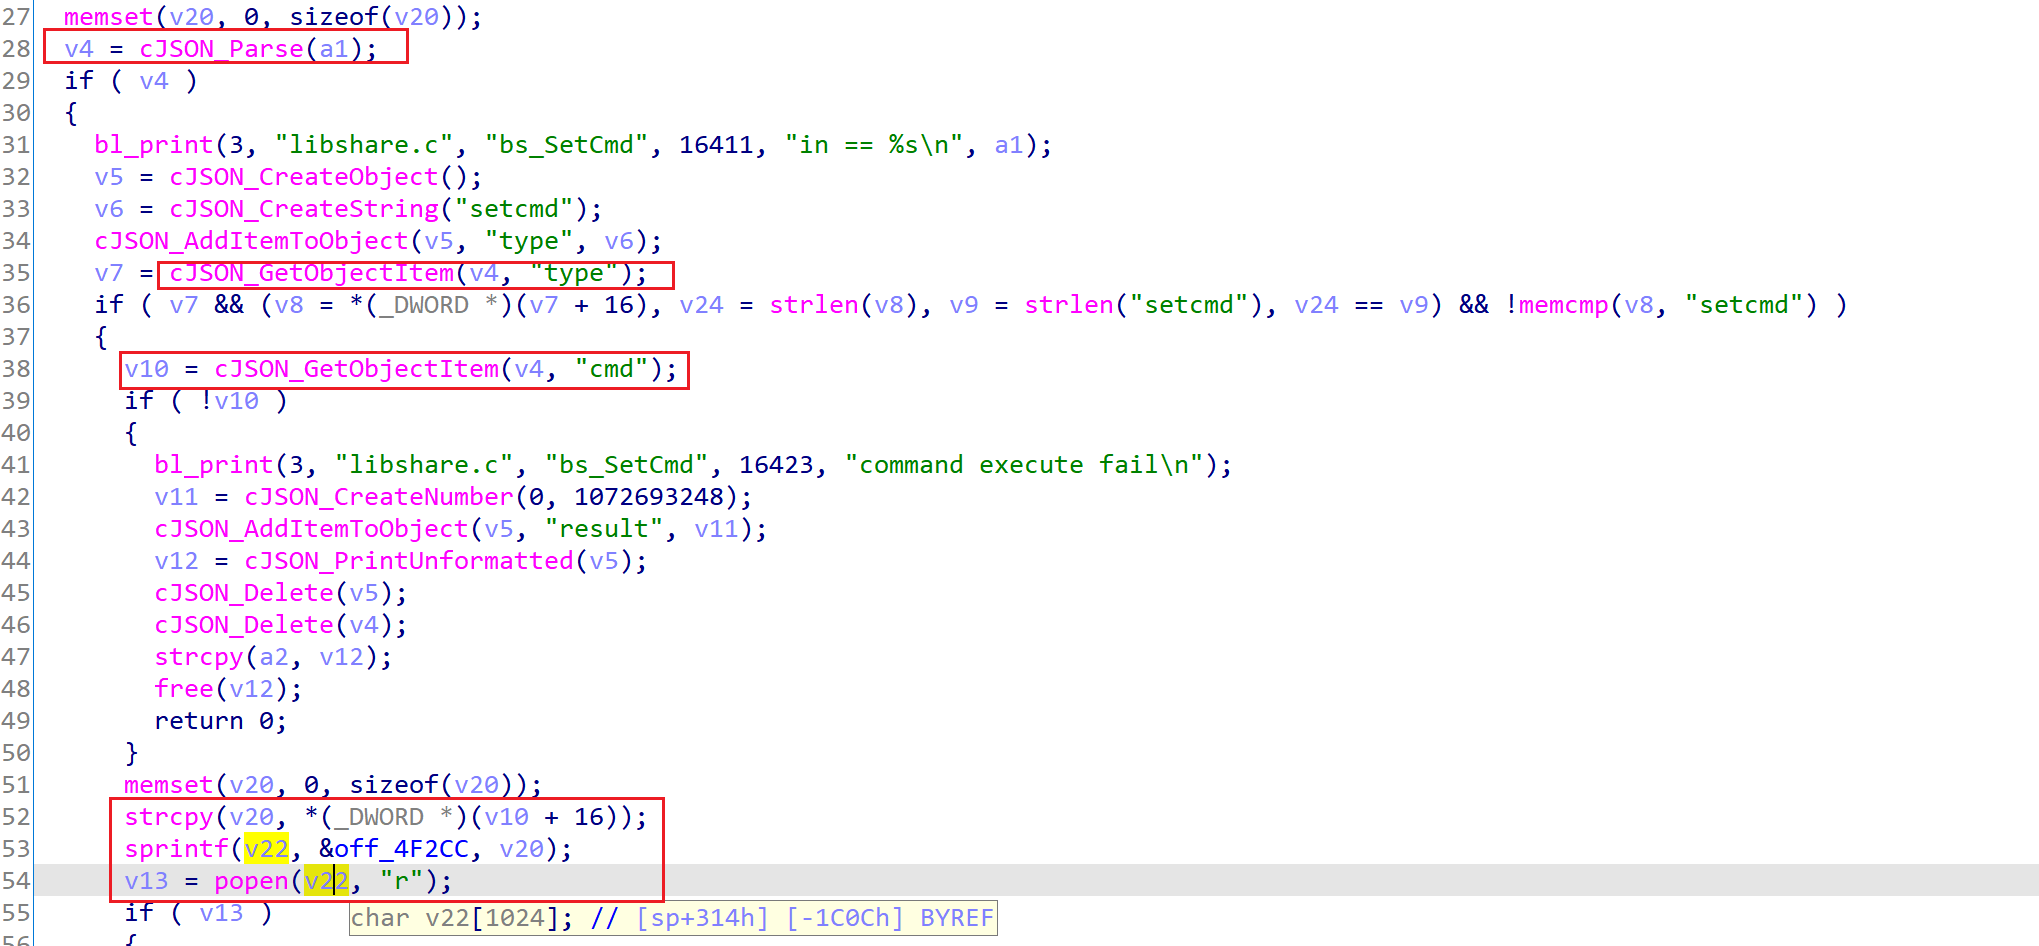 27 memset(v20, 0, sizeof(v20));
28 v4 = cJSON_Parse(a1);
29 if ( v4 )
30 {
31 bl_print(3, "libshare.c", "bs_SetCmd", 16411, "in == %s\n", a1);
32 v5 = cJSON_CreateObject();
33 v6 = cJSON_CreateString("setcmd");
34 cJSON_AddItemToObject(v5, "type", v6);
35 v7 = cJSON_GetObjectItem(v4, "type");
36 if ( v7 && (v8 = *(_DWORD *)(v7 + 16), v24 = strlen(v8), v9 = strlen("setcmd"), v24 == v9) && !memcmp(v8, "setcmd") )
37 {
38 v10 = cJSON_GetObjectItem(v4, "cmd");
39 if ( !v10 )
40 {
41 bl_print(3, "libshare.c", "bs_SetCmd", 16423, "command execute fail\n");
42 v11 = cJSON_CreateNumber(0, 1072693248);
43 cJSON_AddItemToObject(v5, "result", v11);
44 v12 = cJSON_PrintUnformatted(v5);
45 cJSON_Delete(v5);
46 cJSON_Delete(v4);
47 strcpy(a2, v12);
48 free(v12);
49 return 0;
50 }
51 memset(v20, 0, sizeof(v20));
52 strcpy(v20, *(_DWORD *)(v10 + 16));
53 sprintf(v22, &off_4F2CC, v20);
54 v13 = popen(v22, "r");
55 if ( v13 )
char v22[1024]; // [sp+314h] [-1C0Ch] BYREF
56 {